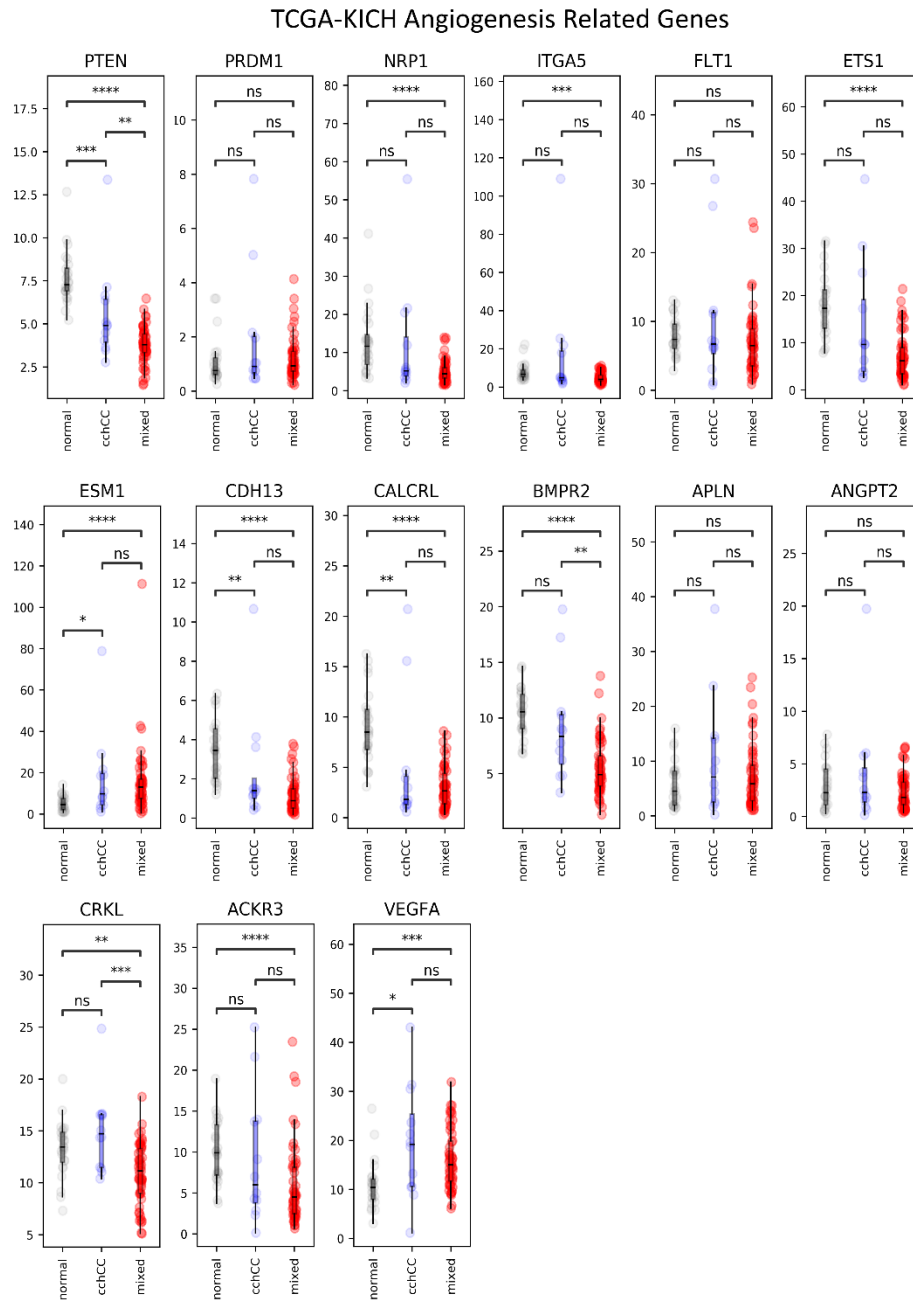 TCGA-KICH Angiogenesis Related Genes
PTEN PRDM1 NRP1 ITGA5 FLT1 ETS1
**** ns **** *** ns ****
** ns ns ns ns ns
*** ns ns ns ns ns
17.5 15.0 12.5 10.0 7.5 5.0 2.5
10 8 6 4 2 0
80 70 60 50 40 30 20 10 0
160 140 120 100 80 60 40 20 0
40 30 20 10 0
60 50 40 30 20 10 0
normal cchCC mixed normal cchCC mixed normal cchCC mixed normal cchCC mixed normal cchCC mixed normal cchCC mixed
ESM1 CDH13 CALCRL BMPR2 APLN ANGPT2
**** **** **** **** ns ns
ns ns ns ** ns ns
* ** ** ns ns ns
140 120 100 80 60 40 20 0
14 12 10 8 6 4 2 0
30 25 20 15 10 5 0
25 20 15 10 5
50 40 30 20 10 0
25 20 15 10 5 0
normal cchCC mixed normal cchCC mixed normal cchCC mixed normal cchCC mixed normal cchCC mixed normal cchCC mixed
CRKL ACKR3 VEGFA
** **** ***
*** ns ns
ns ns *
30 25 20 15 10 5
35 30 25 20 15 10 5 0
60 50 40 30 20 10 0
normal cchCC mixed normal cchCC mixed normal cchCC mixed